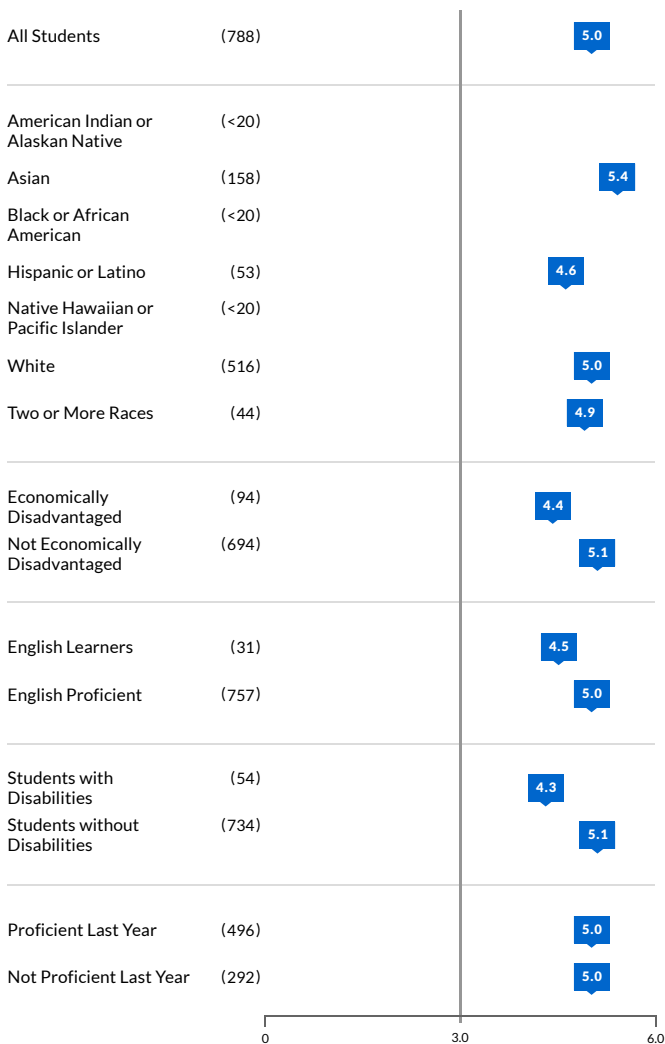 All Students (788) 5.0
American Indian or (<20)
Alaskan Native
Asian (158) 5.4
Black or African (<20)
American
Hispanic or Latino (53) 4.6
Native Hawaiian or (<20)
Pacific Islander
White (516) 5.0
Two or More Races (44) 4.9
Economically (94) 4.4
Disadvantaged
Not Economically (694) 5.1
Disadvantaged
English Learners (31) 4.5
English Proficient (757) 5.0
Students with (54) 4.3
Disabilities
Students without (734) 5.1
Disabilities
Proficient Last Year (496) 5.0
Not Proficient Last Year (292) 5.0
0 3.0 6.0